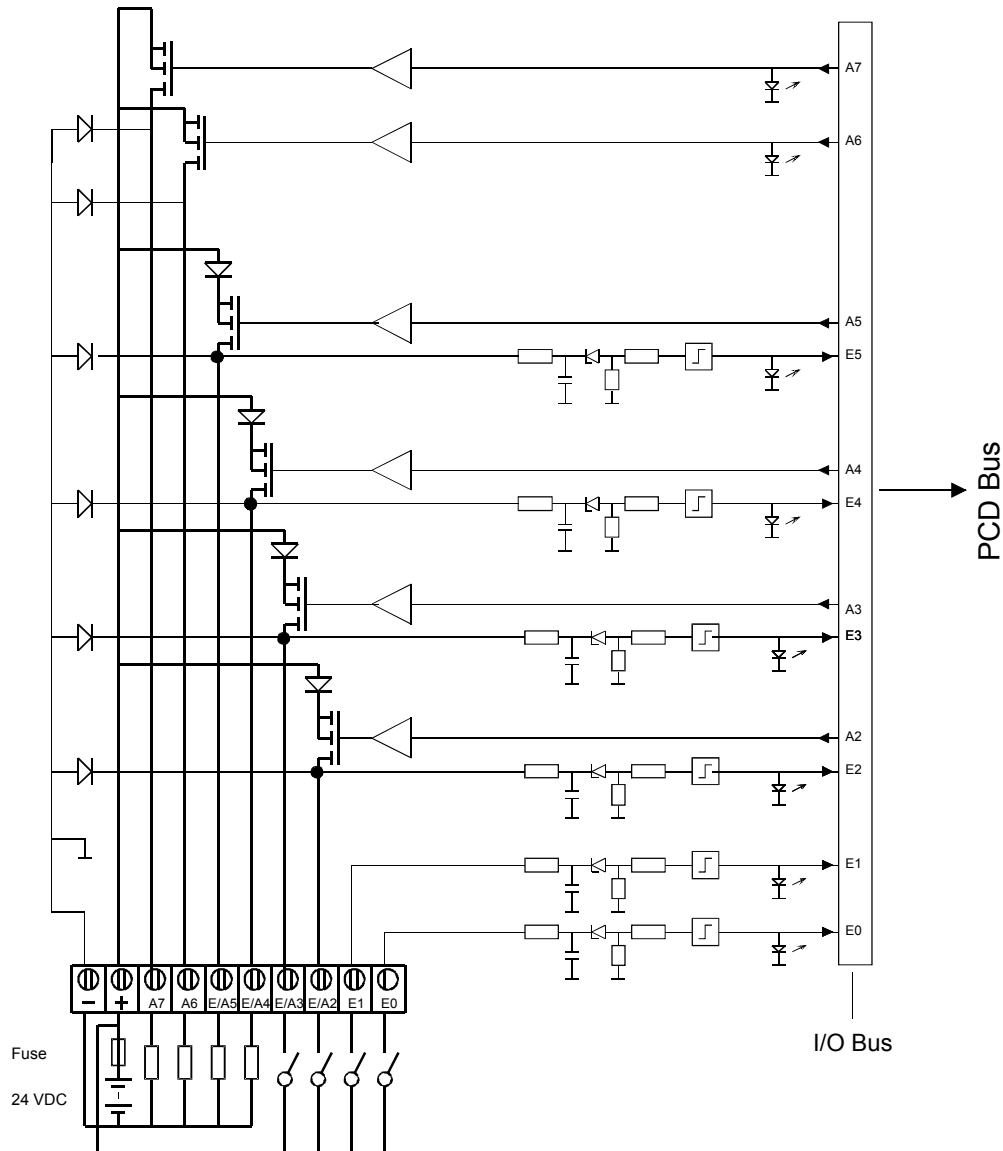 A7
A6
A5
E5
A4
E4
A3
E3
A2
E2
E1
E0
PCD Bus
I/O Bus
- + A7 A6 E/A5 E/A4 E/A3 E/A2 E1 E0
Fuse
24 VDC